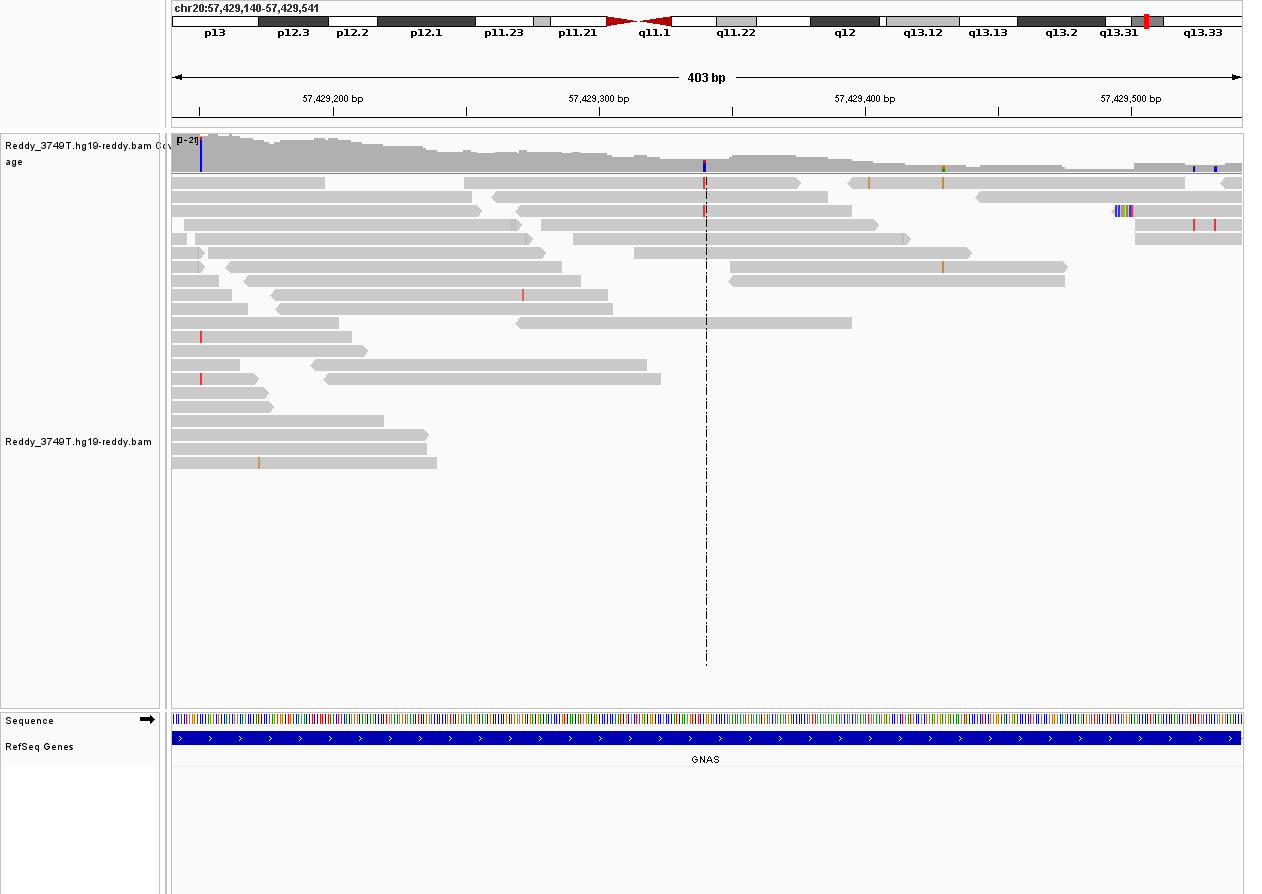 chr20:57,429,140-57,429,541
p13 p12.3 p12.2 p12.1 p11.23 p11.21 q11.1 q11.22 q12 q13.12 q13.13 q13.2 q13.31 q13.33
403 bp
57,429,200 bp 57,429,300 bp 57,429,400 bp 57,429,500 bp
Reddy_3749T.hg19-reddy.bam Cov
age
[0-21]
Reddy_3749T.hg19-reddy.bam
Sequence
RefSeq Genes
GNAS